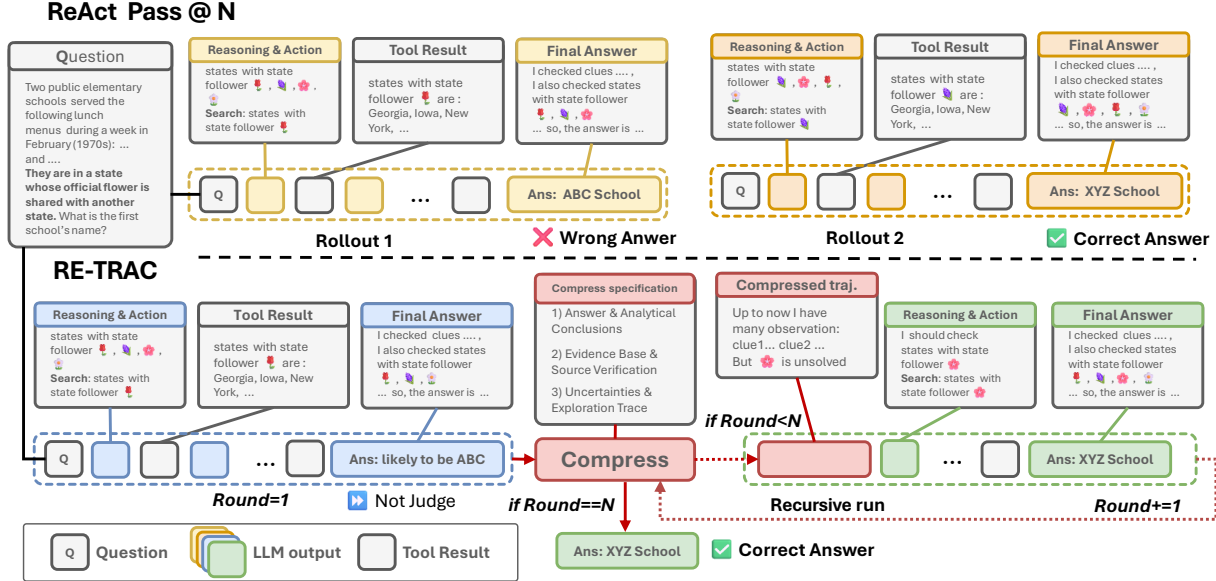 ReAct Pass @ N
Question
Two public elementary
schools served the
following lunch
menus during a week in
February (1970s): ...
and ....
They are in a state
whose official flower is
shared with another
state. What is the first
school's name?
Reasoning & Action
states with state
follower 🌷 , 🪻 , 🌸 ,
🌼
Search: states with
state follower 🌷
Tool Result
states with state
follower 🌷 are :
Georgia, Iowa, New
York, ...
Final Answer
I checked clues .... ,
I also checked states
with state follower
🌷 , 🪻 , 🌸
... so, the answer is ...
Q
...
Ans: ABC School
Rollout 1
❌ Wrong Anwer
Reasoning & Action
states with state
follower 🪻 , 🌸 , 🌷 ,
🌼
Search: states with
state follower 🪻
Tool Result
states with state
follower 🪻 are :
Georgia, Iowa, New
York, ...
Final Answer
I checked clues .... ,
I also checked states
with state follower
🪻 , 🌸 , 🌷 , 🌼
... so, the answer is ...
Q
...
Ans: XYZ School
Rollout 2
✅ Correct Answer
RE-TRAC
Reasoning & Action
states with state
follower 🌷 , 🪻 , 🌸 ,
🌼
Search: states with
state follower 🌷
Tool Result
states with state
follower 🌷 are :
Georgia, Iowa, New
York, ...
Final Answer
I checked clues .... ,
I also checked states
with state follower
🌷 , 🪻 , 🌼
... so, the answer is ...
Q
...
Ans: likely to be ABC
Round=1
⏩ Not Judge
Compress specification
1) Answer & Analytical
Conclusions
2) Evidence Base &
Source Verification
3) Uncertainties &
Exploration Trace
Compress
if Round==N
Ans: XYZ School
✅ Correct Answer
if Round<N
Compressed traj.
Up to now I have
many observation:
clue1... clue2 ...
But 🌸 is unsolved
Reasoning & Action
I should check
states with state
follower 🌸
Search: states with
state follower 🌸
Final Answer
I checked clues .... ,
I also checked states
with state follower
🌷 , 🪻 , 🌸 , 🌼
... so, the answer is ...
...
Ans: XYZ School
Recursive run
Round+=1
Q
Question
LLM output
Tool Result